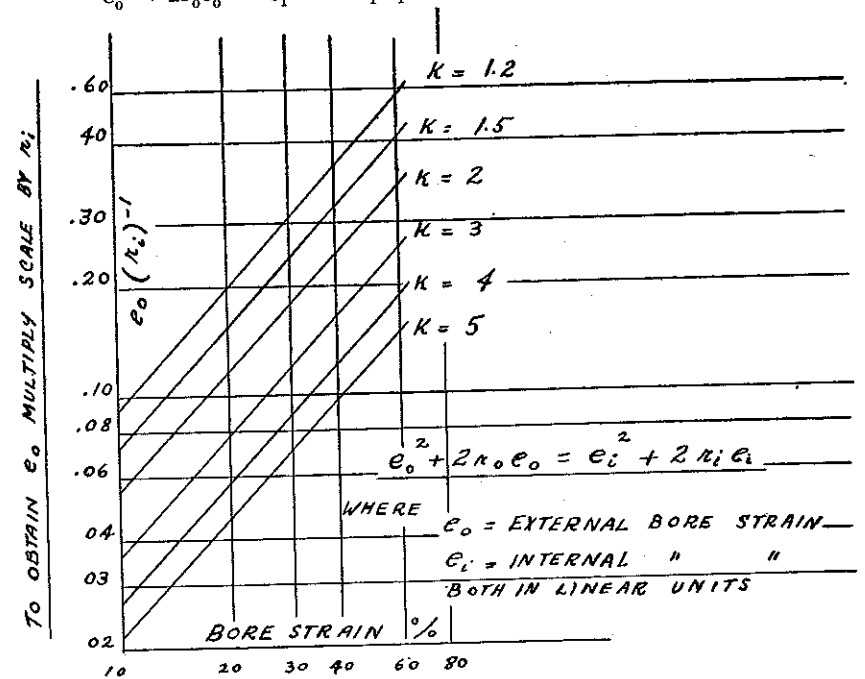 K = 1.2
.60
K = 1.5
40
K = 2
.30
K = 3
.20
K = 4
K = 5
TO OBTAIN e₀ MULTIPLY SCALE BY rᵢ
e₀ (rᵢ)⁻¹
.10
.08
.06
e₀² + 2r₀e₀ = eᵢ² + 2rᵢeᵢ
WHERE
04
e₀ = EXTERNAL BORE STRAIN
eᵢ = INTERNAL " "
03
BOTH IN LINEAR UNITS
02
BORE STRAIN %
10 20 30 40 60 80